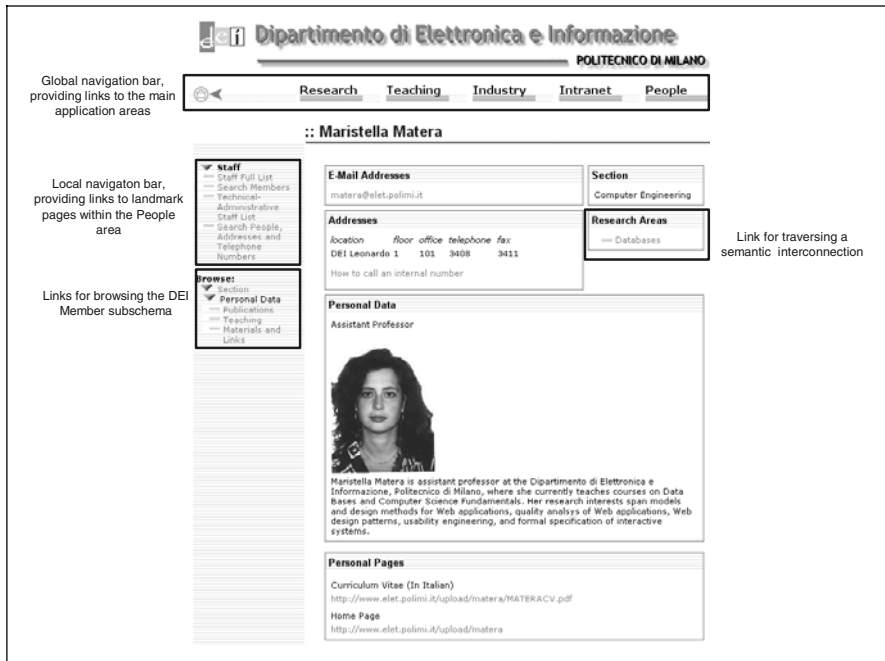 dei Dipartimento di Elettronica e Informazione
POLITECNICO DI MILANO
Global navigation bar,
providing links to the main
application areas
Research Teaching Industry Intranet People
:: Maristella Matera
Local navigaton bar,
providing links to landmark
pages within the People
area
Staff
Staff Full List
Search Members
Technical-
Administrative
Staff List
Search People,
Addresses and
Telephone
Numbers
Links for browsing the DEI
Member subschema
Browse:
Section
Personal Data
Publications
Teaching
Materials and
Links
E-Mail Addresses
matera@elet.polimi.it
Section
Computer Engineering
Addresses
location floor office telephone fax
DEI Leonardo 1 101 3408 3411
How to call an internal number
Research Areas
Databases
Link for traversing a
semantic interconnection
Personal Data
Assistant Professor
Maristella Matera is assistant professor at the Dipartimento di Elettronica e
Informazione, Politecnico di Milano, where she currently teaches courses on Data
Bases and Computer Science Fundamentals. Her research interests span models
and design methods for Web applications, quality analsys of Web applications, Web
design patterns, usability engineering, and formal specification of interactive
systems.
Personal Pages
Curriculum Vitae (In Italian)
http://www.elet.polimi.it/upload/matera/MATERACV.pdf
Home Page
http://www.elet.polimi.it/upload/matera